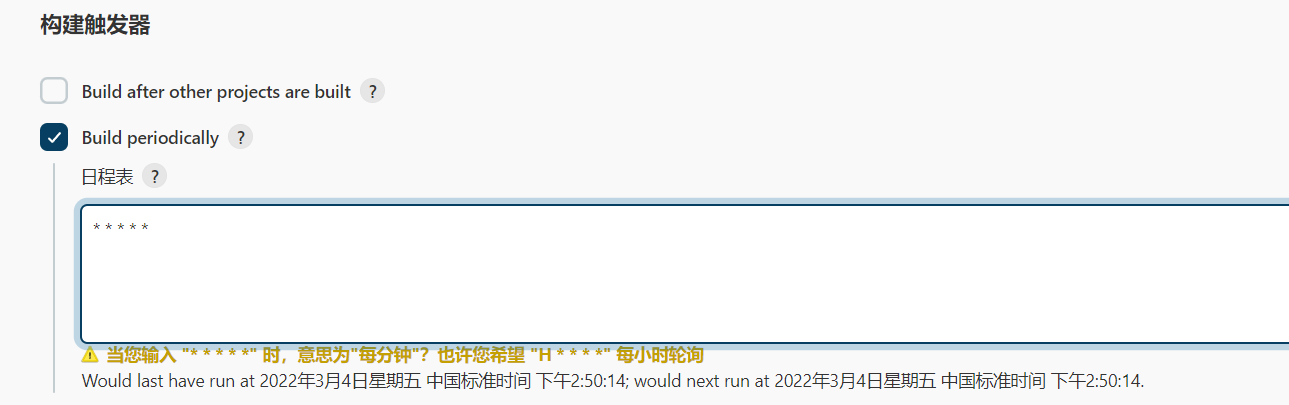 构建触发器
Build after other projects are built ?
Build periodically ?
日程表 ?
* * * * *
当您输入 "* * * * *" 时，意思为"每分钟"？也许您希望 "H * * * *" 每小时轮询
Would last have run at 2022年3月4日星期五 中国标准时间 下午2:50:14; would next run at 2022年3月4日星期五 中国标准时间 下午2:50:14.